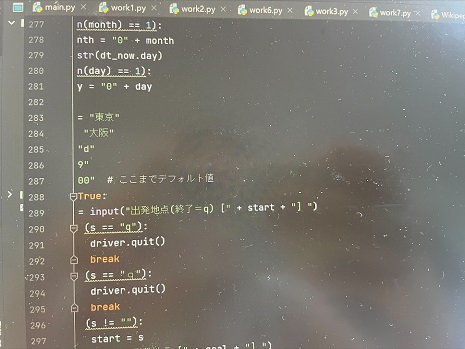 main.py × work1.py × work2.py × work6.py × work3.py × work7.py × Wikiped
277 n(month) == 1):
278 nth = "0" + month
279 str(dt_now.day)
280 n(day) == 1):
281 y = "0" + day
282
283 = "東京"
284 "大阪"
285 "d"
286 9"
287 00" # ここまでデフォルト値
288 True:
289 = input("出発地点(終了=q) [" + start + "] ")
290 (s == "q"):
291 driver.quit()
292 break
293 (s == "q"):
294 driver.quit()
295 break
296 (s != ""):
297 start = s